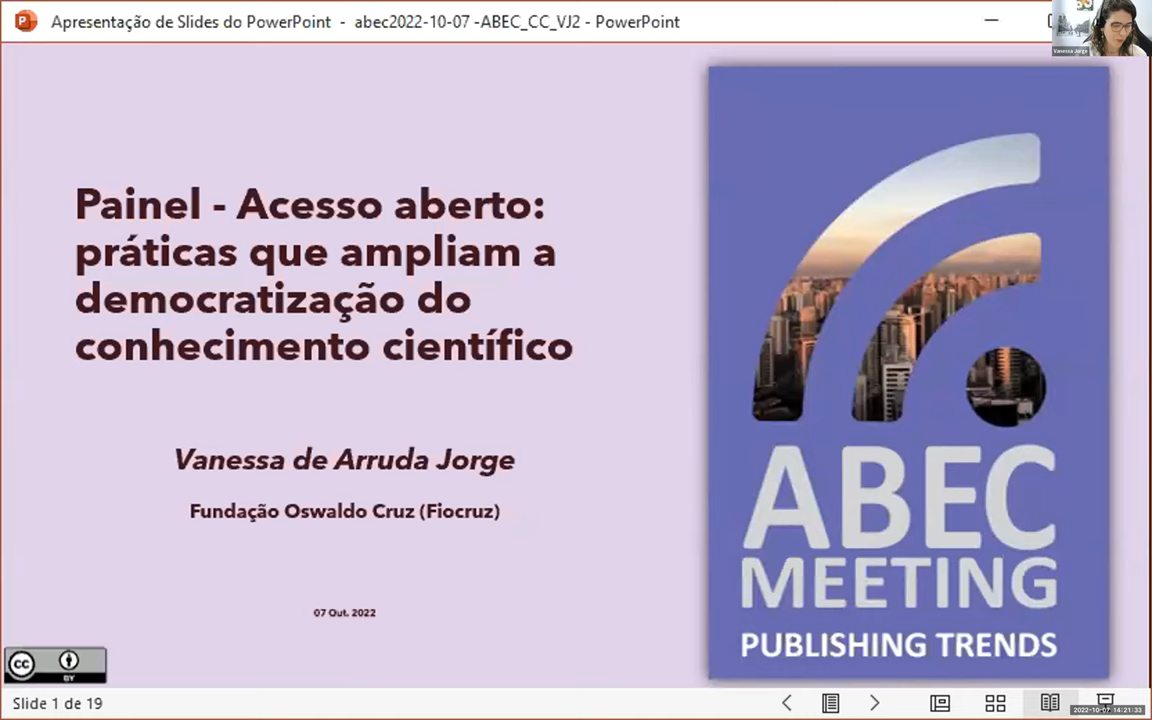 Apresentação de Slides do PowerPoint - abec2022-10-07 -ABEC_CC_VJ2 - PowerPoint
Vanessa Jorge
Painel - Acesso aberto:
práticas que ampliam a
democratização do
conhecimento científico
Vanessa de Arruda Jorge
Fundação Oswaldo Cruz (Fiocruz)
07 Out. 2022
cc
BY
ABEC
MEETING
PUBLISHING TRENDS
Slide 1 de 19
2022-10-07 14:21:33